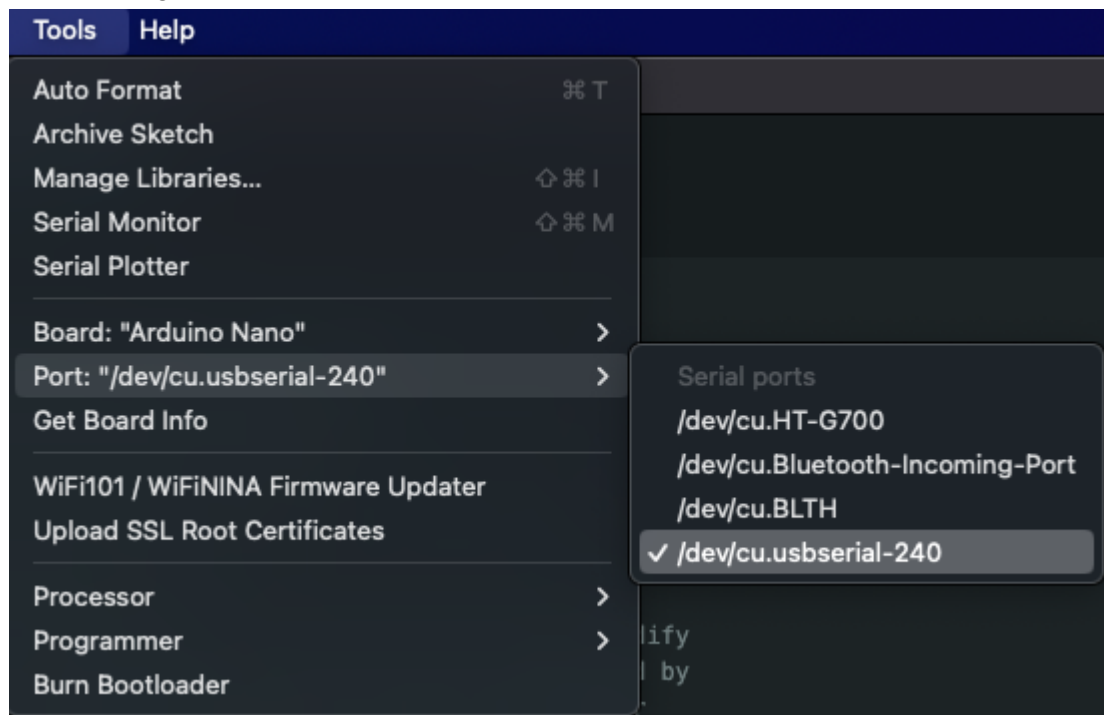 Tools Help
Auto Format ⌘ T
Archive Sketch
Manage Libraries... ⇧ ⌘ I
Serial Monitor ⇧ ⌘ M
Serial Plotter
Board: "Arduino Nano" >
Port: "/dev/cu.usbserial-240" >
Get Board Info
WiFi101 / WiFiNINA Firmware Updater
Upload SSL Root Certificates
Processor >
Programmer >
Burn Bootloader
Serial ports
/dev/cu.HT-G700
/dev/cu.Bluetooth-Incoming-Port
/dev/cu.BLTH
✓ /dev/cu.usbserial-240
by